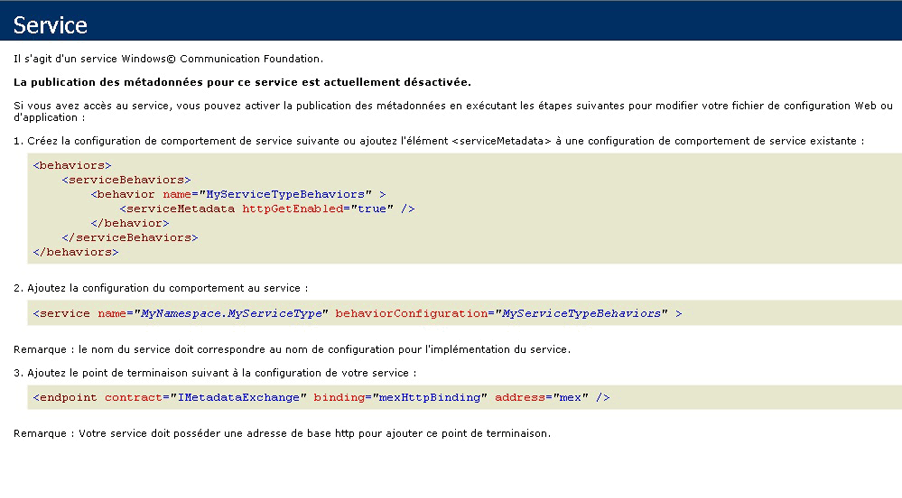 Service
Il s'agit d'un service Windows© Communication Foundation.
La publication des métadonnées pour ce service est actuellement désactivée.
Si vous avez accès au service, vous pouvez activer la publication des métadonnées en exécutant les étapes suivantes pour modifier votre fichier de configuration Web ou
d'application :
1. Créez la configuration de comportement de service suivante ou ajoutez l'élément <serviceMetadata> à une configuration de comportement de service existante :
<behaviors>
<serviceBehaviors>
<behavior name="MyServiceTypeBehaviors" >
<serviceMetadata httpGetEnabled="true" />
</behavior>
</serviceBehaviors>
</behaviors>
2. Ajoutez la configuration du comportement au service :
<service name="MyNamespace.MyServiceType" behaviorConfiguration="MyServiceTypeBehaviors" >
Remarque : le nom du service doit correspondre au nom de configuration pour l'implémentation du service.
3. Ajoutez le point de terminaison suivant à la configuration de votre service :
<endpoint contract="IMetadataExchange" binding="mexHttpBinding" address="mex" />
Remarque : Votre service doit posséder une adresse de base http pour ajouter ce point de terminaison.